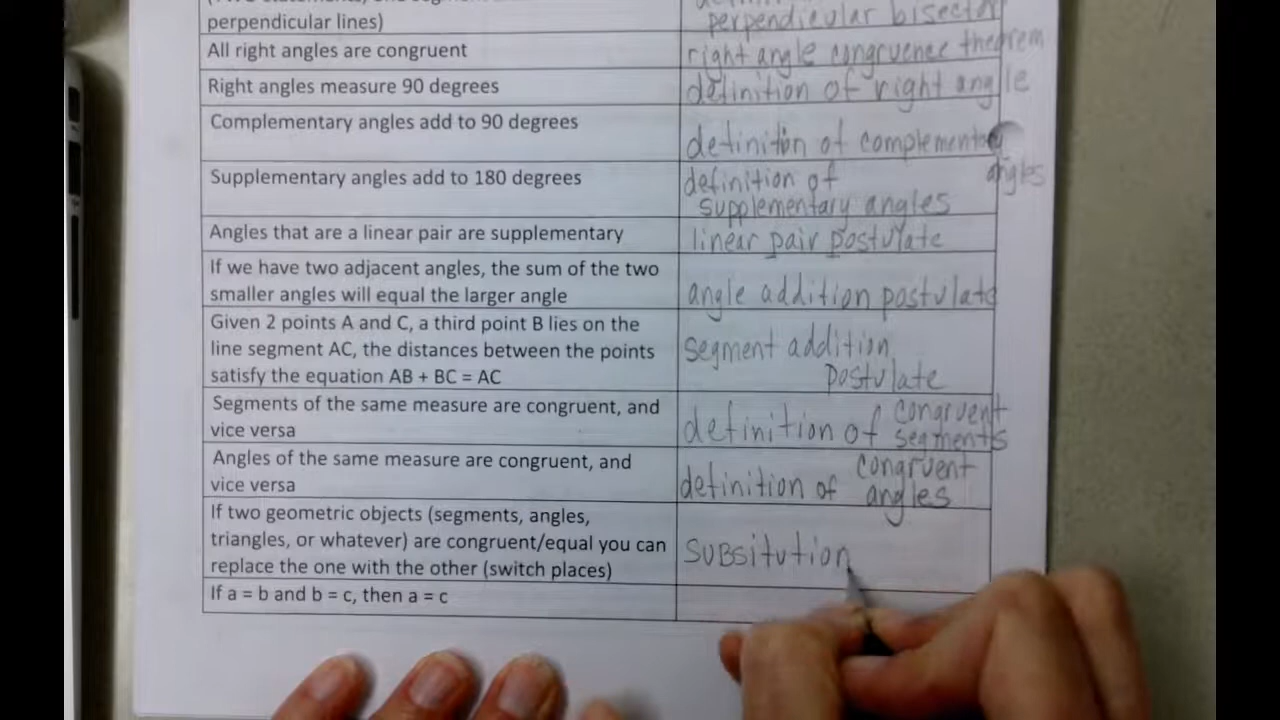 perpendicular lines)
perpendicular bisector
All right angles are congruent
right angle congruence theorem
Right angles measure 90 degrees
definition of right angle
Complementary angles add to 90 degrees
definition of complementary
angles
Supplementary angles add to 180 degrees
definition of
supplementary angles
Angles that are a linear pair are supplementary
linear pair postulate
If we have two adjacent angles, the sum of the two
smaller angles will equal the larger angle
angle addition postulate
Given 2 points A and C, a third point B lies on the
line segment AC, the distances between the points
satisfy the equation AB + BC = AC
segment addition
postulate
Segments of the same measure are congruent, and
vice versa
definition of congruent
segments
Angles of the same measure are congruent, and
vice versa
definition of congruent
angles
If two geometric objects (segments, angles,
triangles, or whatever) are congruent/equal you can
replace the one with the other (switch places)
SUBsitution
If a = b and b = c, then a = c